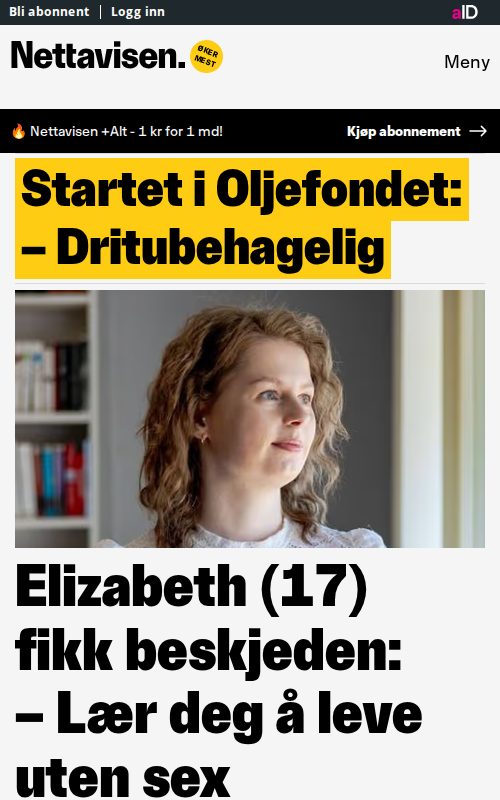 Bli abonnent | Logg inn
aID
Nettavisen.
ØKER
MEST
Meny
🔥 Nettavisen +Alt - 1 kr for 1 md!
Kjøp abonnement →
Startet i Oljefondet:
– Dritubehagelig
Elizabeth (17)
fikk beskjeden:
– Lær deg å leve
uten sex